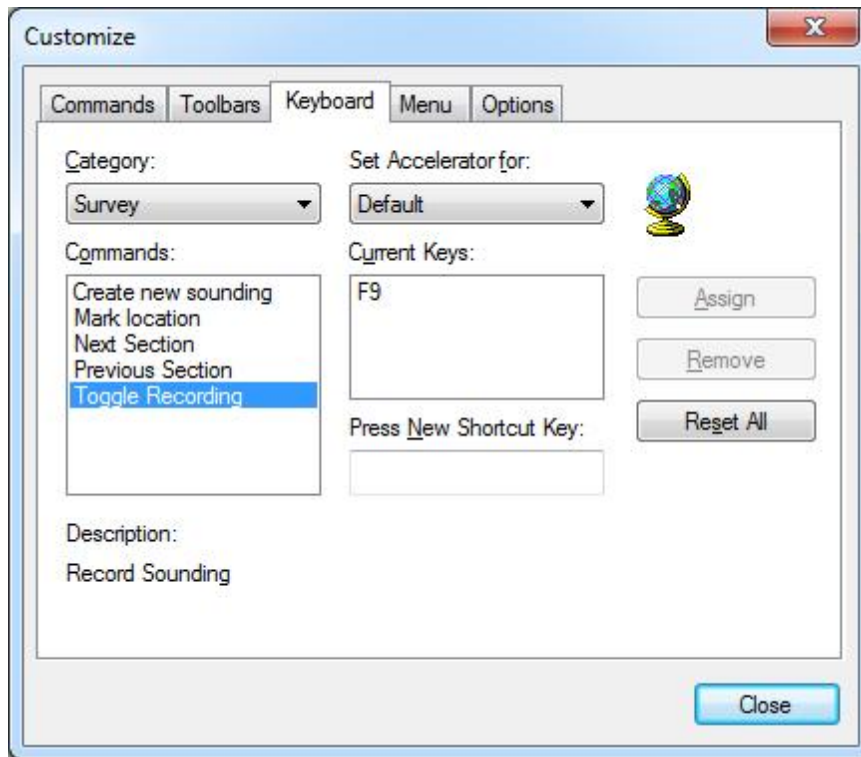 Customize
Commands Toolbars Keyboard Menu Options
Category: Set Accelerator for:
Survey Default
Commands: Current Keys:
Create new sounding F9
Mark location
Next Section
Previous Section
Toggle Recording
Assign
Remove
Press New Shortcut Key: Reset All
Description:
Record Sounding
Close